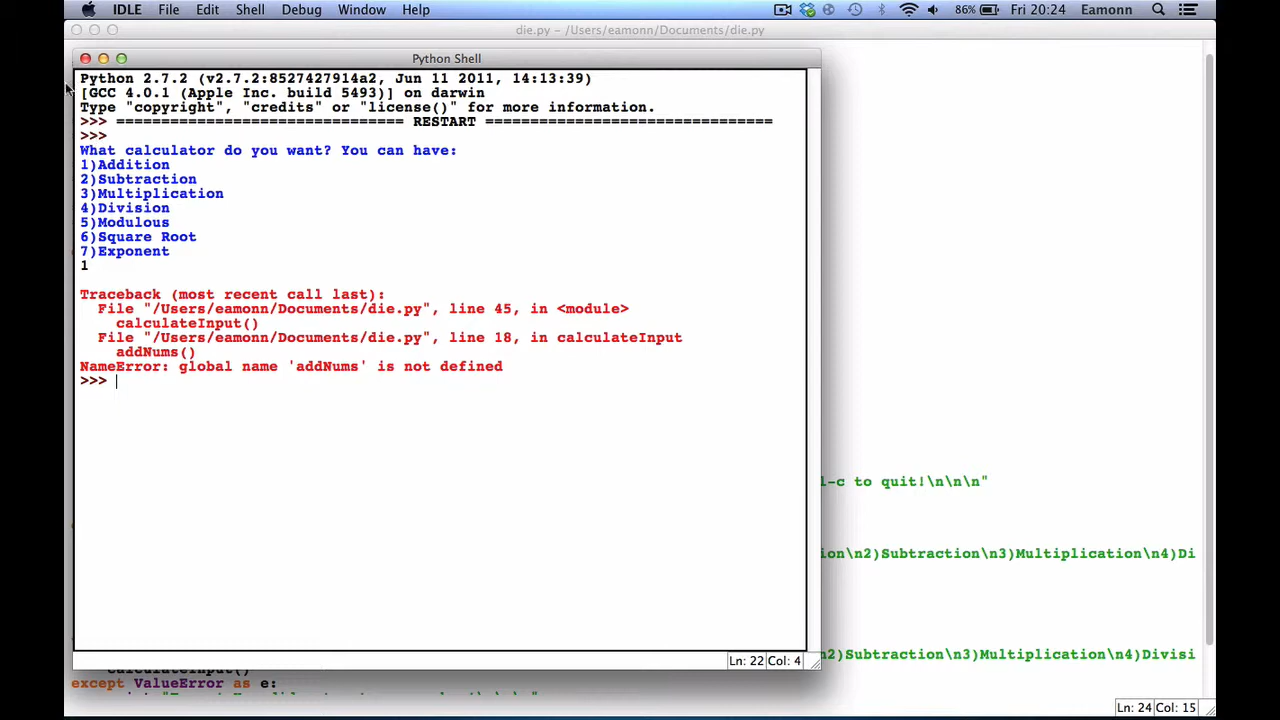 IDLE File Edit Shell Debug Window Help 86% Fri 20:24 Eamonn
die.py – /Users/eamonn/Documents/die.py
Python Shell
Python 2.7.2 (v2.7.2:8527427914a2, Jun 11 2011, 14:13:39)
[GCC 4.0.1 (Apple Inc. build 5493)] on darwin
Type "copyright", "credits" or "license()" for more information.
>>> ================================ RESTART ================================
>>>
What calculator do you want? You can have:
1)Addition
2)Subtraction
3)Multiplication
4)Division
5)Modulous
6)Square Root
7)Exponent
1
Traceback (most recent call last):
File "/Users/eamonn/Documents/die.py", line 45, in <module>
calculateInput()
File "/Users/eamonn/Documents/die.py", line 18, in calculateInput
addNums()
NameError: global name 'addNums' is not defined
>>>
l-c to quit!\n\n\n"
ion\n2)Subtraction\n3)Multiplication\n4)Di
n2)Subtraction\n3)Multiplication\n4)Divisi
Ln: 22 Col: 4
except ValueError as e:
Ln: 24 Col: 15